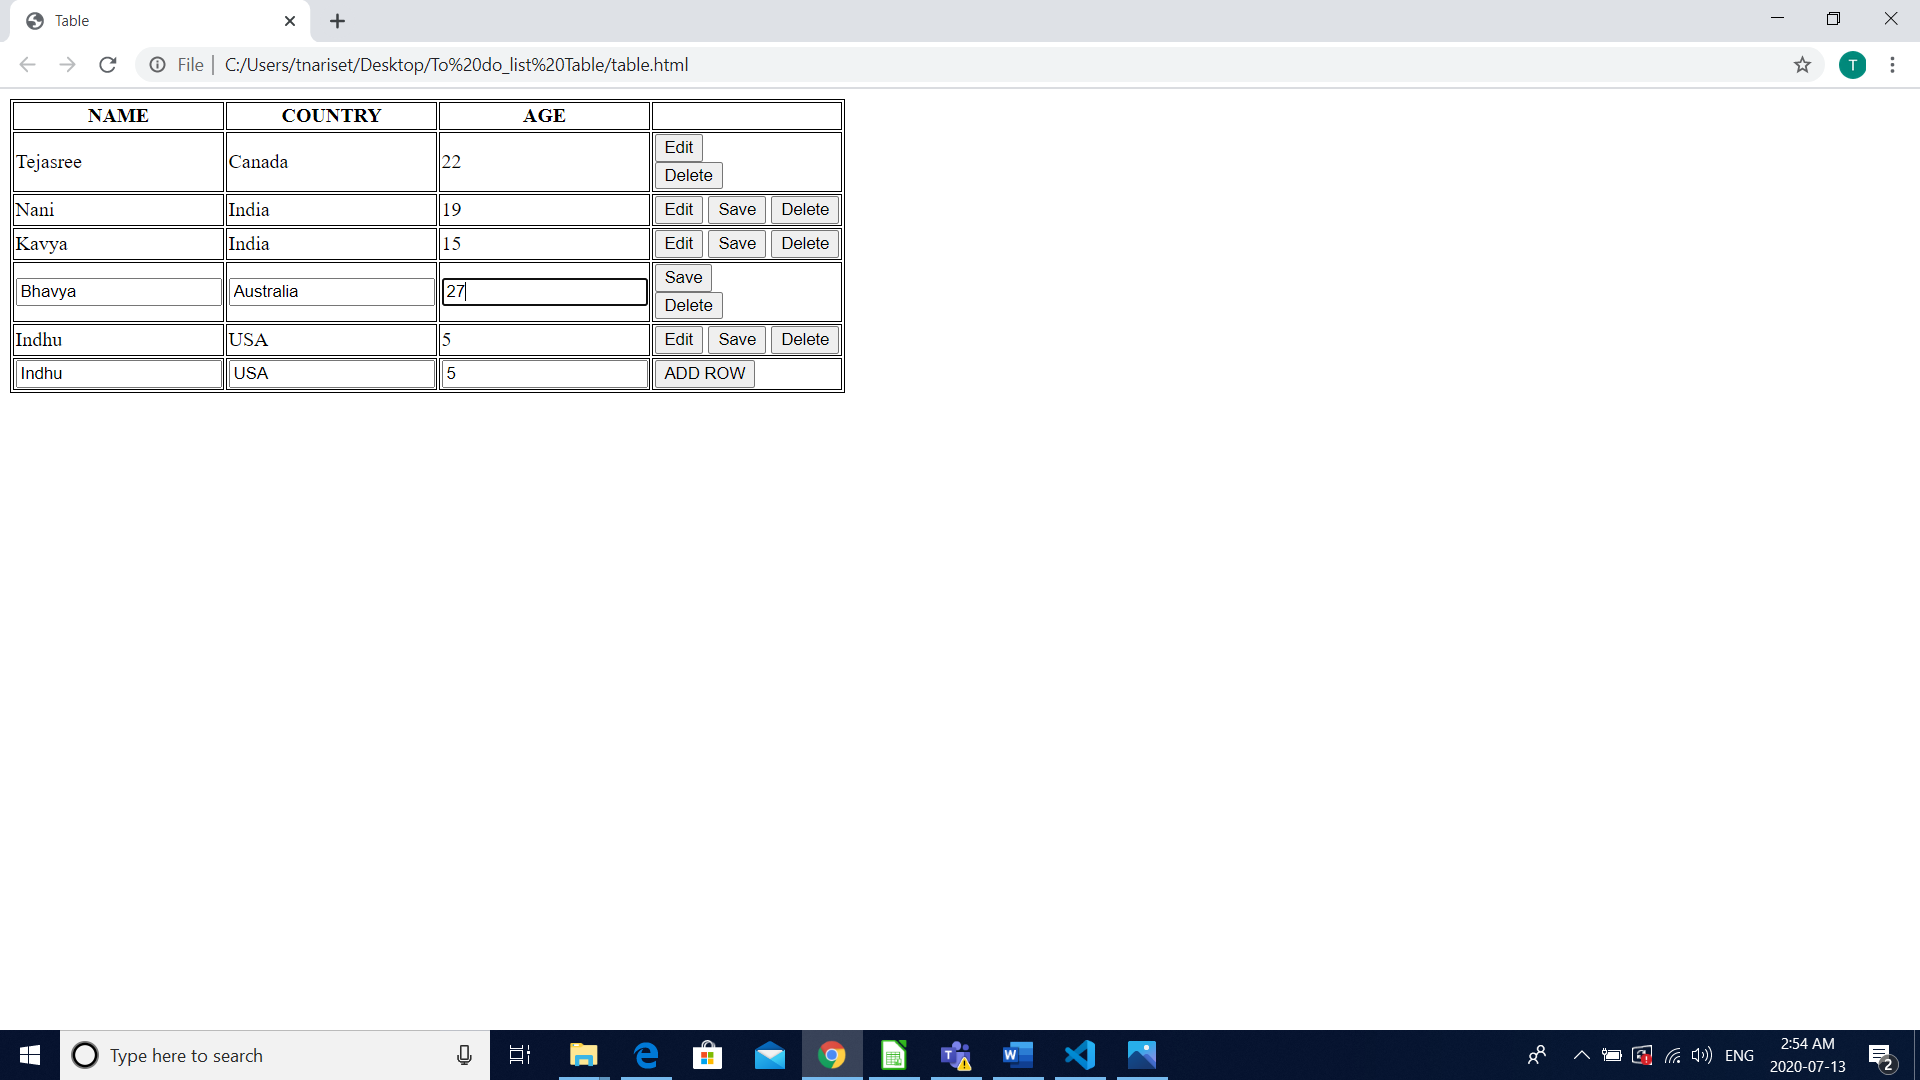 Table
File C:/Users/tnariset/Desktop/To%20do_list%20Table/table.html
T
NAME COUNTRY AGE
Tejasree Canada 22 Edit
Delete
Nani India 19 Edit Save Delete
Kavya India 15 Edit Save Delete
Bhavya Australia 27 Save
Delete
Indhu USA 5 Edit Save Delete
Indhu USA 5 ADD ROW
Type here to search
ENG
2:54 AM
2020-07-13
2